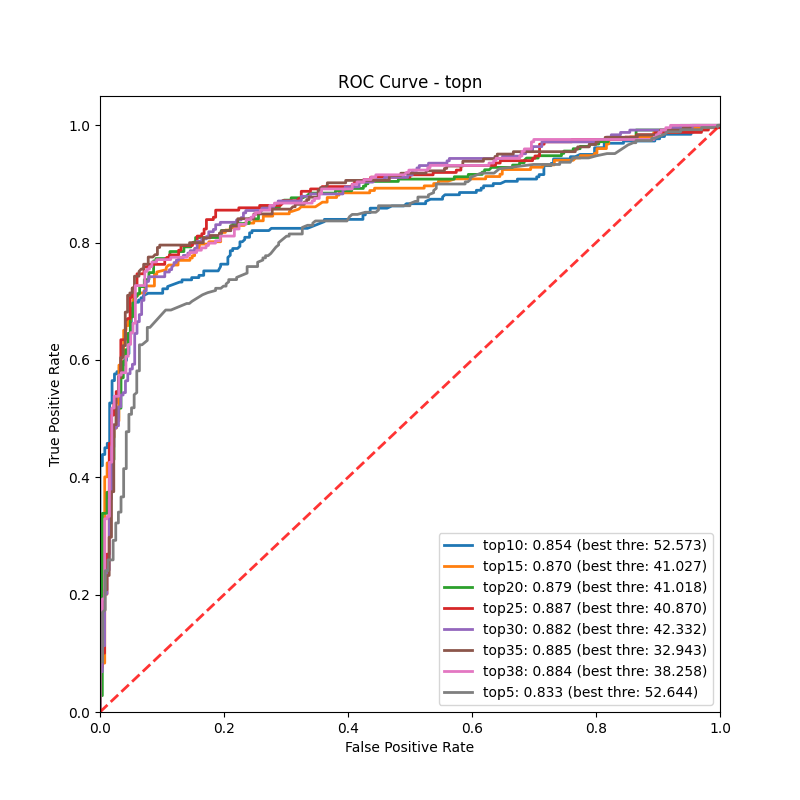 ROC Curve - topn
True Positive Rate
1.0
0.8
0.6
0.4
0.2
0.0
top10: 0.854 (best thre: 52.573)
top15: 0.870 (best thre: 41.027)
top20: 0.879 (best thre: 41.018)
top25: 0.887 (best thre: 40.870)
top30: 0.882 (best thre: 42.332)
top35: 0.885 (best thre: 32.943)
top38: 0.884 (best thre: 38.258)
top5: 0.833 (best thre: 52.644)
0.0 0.2 0.4 0.6 0.8 1.0
False Positive Rate